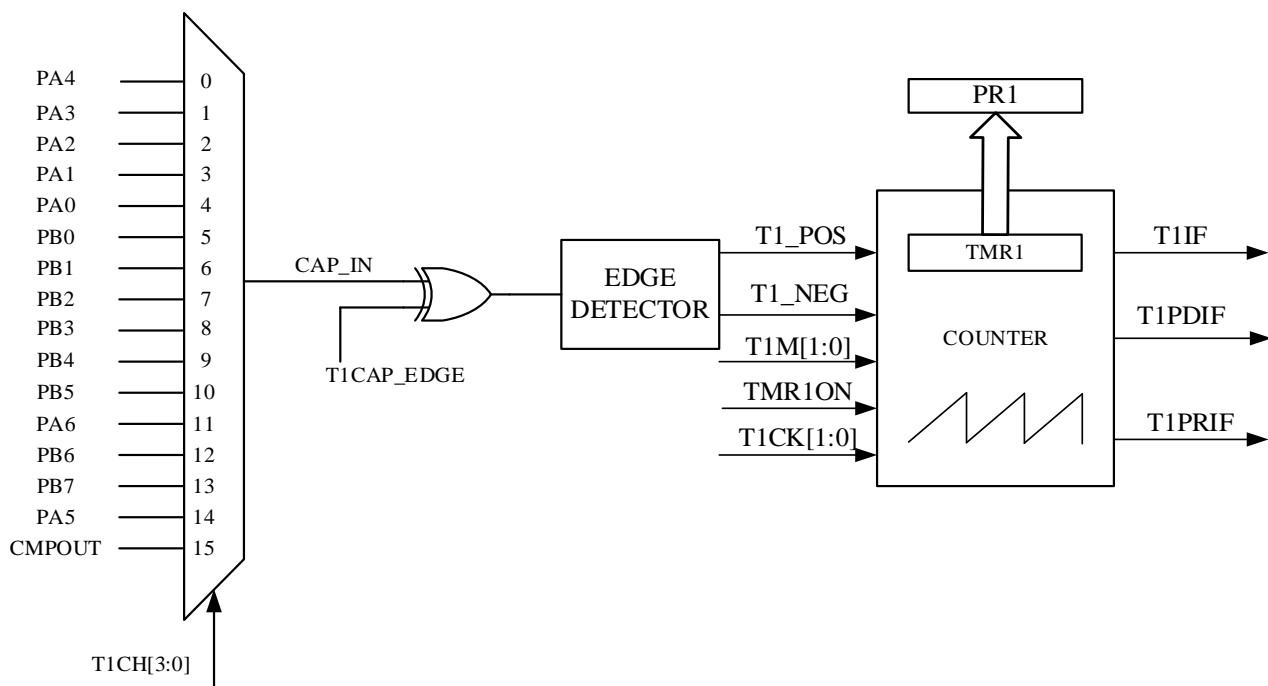 PA4 0
PA3 1
PA2 2
PA1 3
PA0 4
PB0 5
PB1 6
PB2 7
PB3 8
PB4 9
PB5 10
PA6 11
PB6 12
PB7 13
PA5 14
CMPOUT 15
T1CH[3:0]
CAP_IN
T1CAP_EDGE
EDGE
DETECTOR
T1_POS
T1_NEG
T1M[1:0]
TMR1ON
T1CK[1:0]
PR1
TMR1
COUNTER
T1IF
T1PDIF
T1PRIF